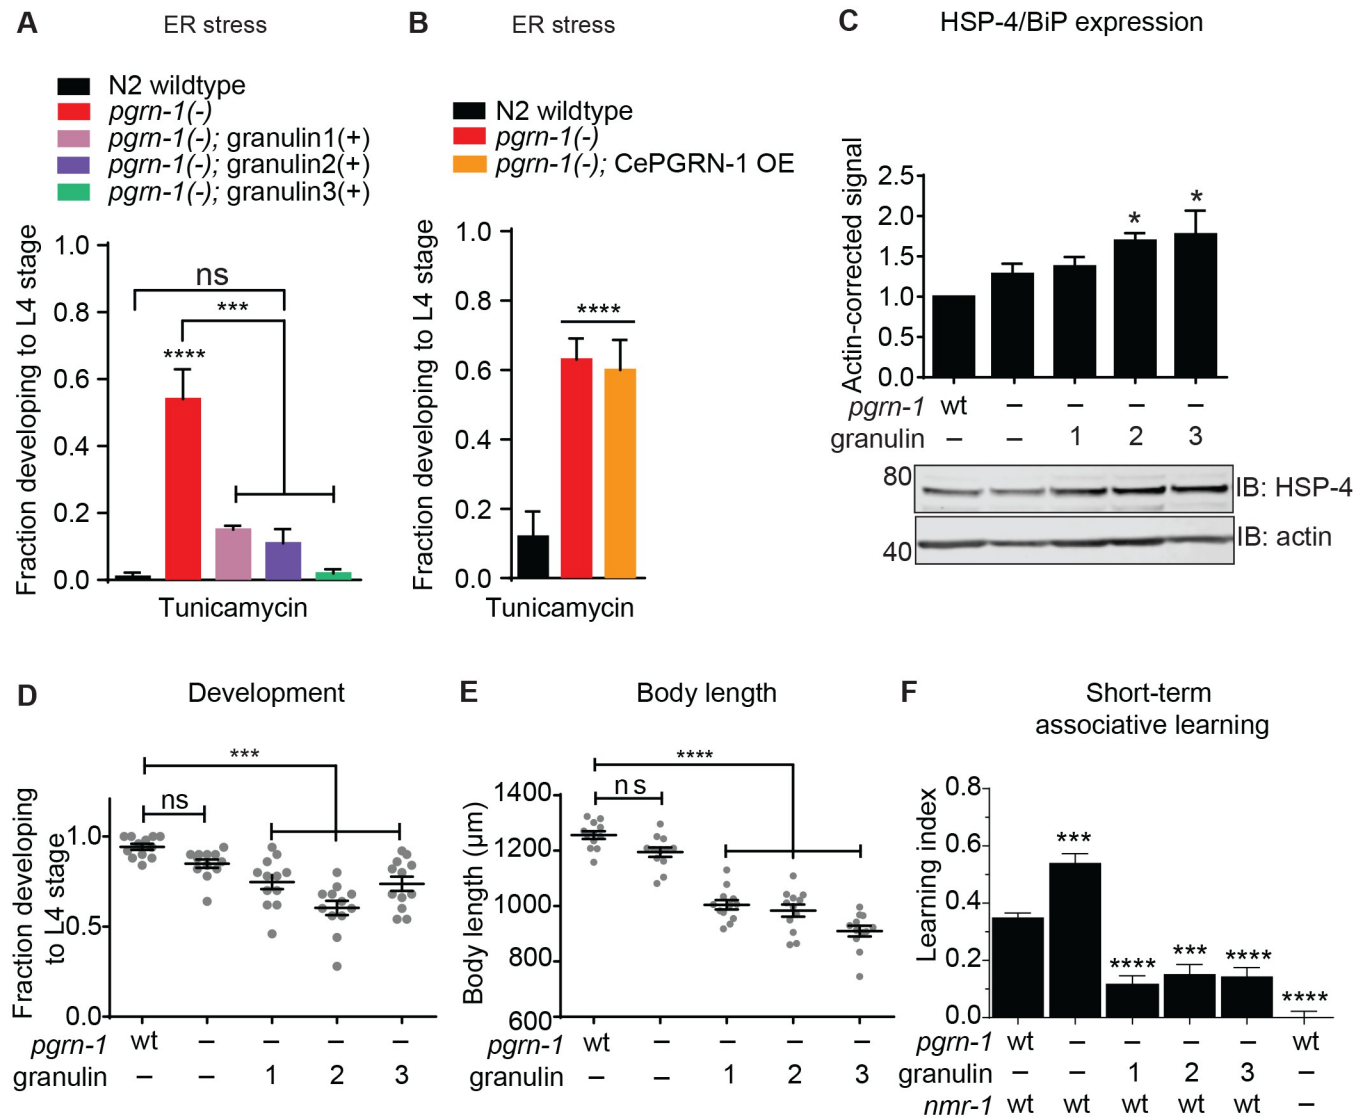 A
ER stress
N2 wildtype
pgrn-1(-)
pgrn-1(-); granulin1(+)
pgrn-1(-); granulin2(+)
pgrn-1(-); granulin3(+)
Fraction developing to L4 stage
1.0
0.8
0.6
0.4
0.2
0.0
ns
***
****
Tunicamycin
B
ER stress
N2 wildtype
pgrn-1(-)
pgrn-1(-); CePGRN-1 OE
Fraction developing to L4 stage
1.0
0.8
0.6
0.4
0.2
0.0
****
Tunicamycin
C
HSP-4/BiP expression
Actin-corrected signal
2.5
2.0
1.5
1.0
0.5
0.0
* *
pgrn-1 wt – – – –
granulin – – 1 2 3
80
IB: HSP-4
40
IB: actin
D
Development
Fraction developing
to L4 stage
1.0
0.5
0.0
***
ns
pgrn-1 wt – – – –
granulin – – 1 2 3
E
Body length
Body length (μm)
1400
1200
1000
800
600
****
ns
pgrn-1 wt – – – –
granulin – – 1 2 3
F
Short-term
associative learning
Learning index
0.8
0.6
0.4
0.2
0.0
***
**** *** ****
****
pgrn-1 wt – – – – wt
granulin – – 1 2 3 –
nmr-1 wt wt wt wt wt –